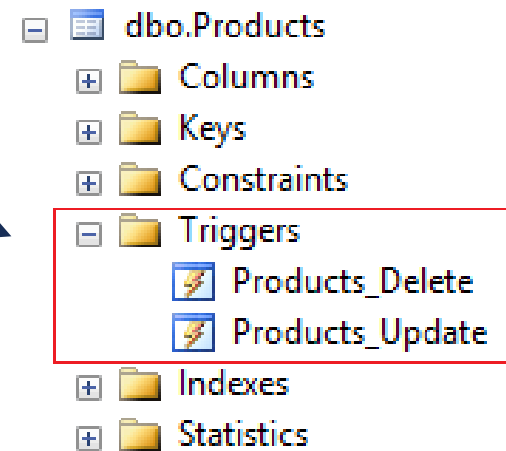 dbo.Products
Columns
Keys
Constraints
Triggers
Products_Delete
Products_Update
Indexes
Statistics